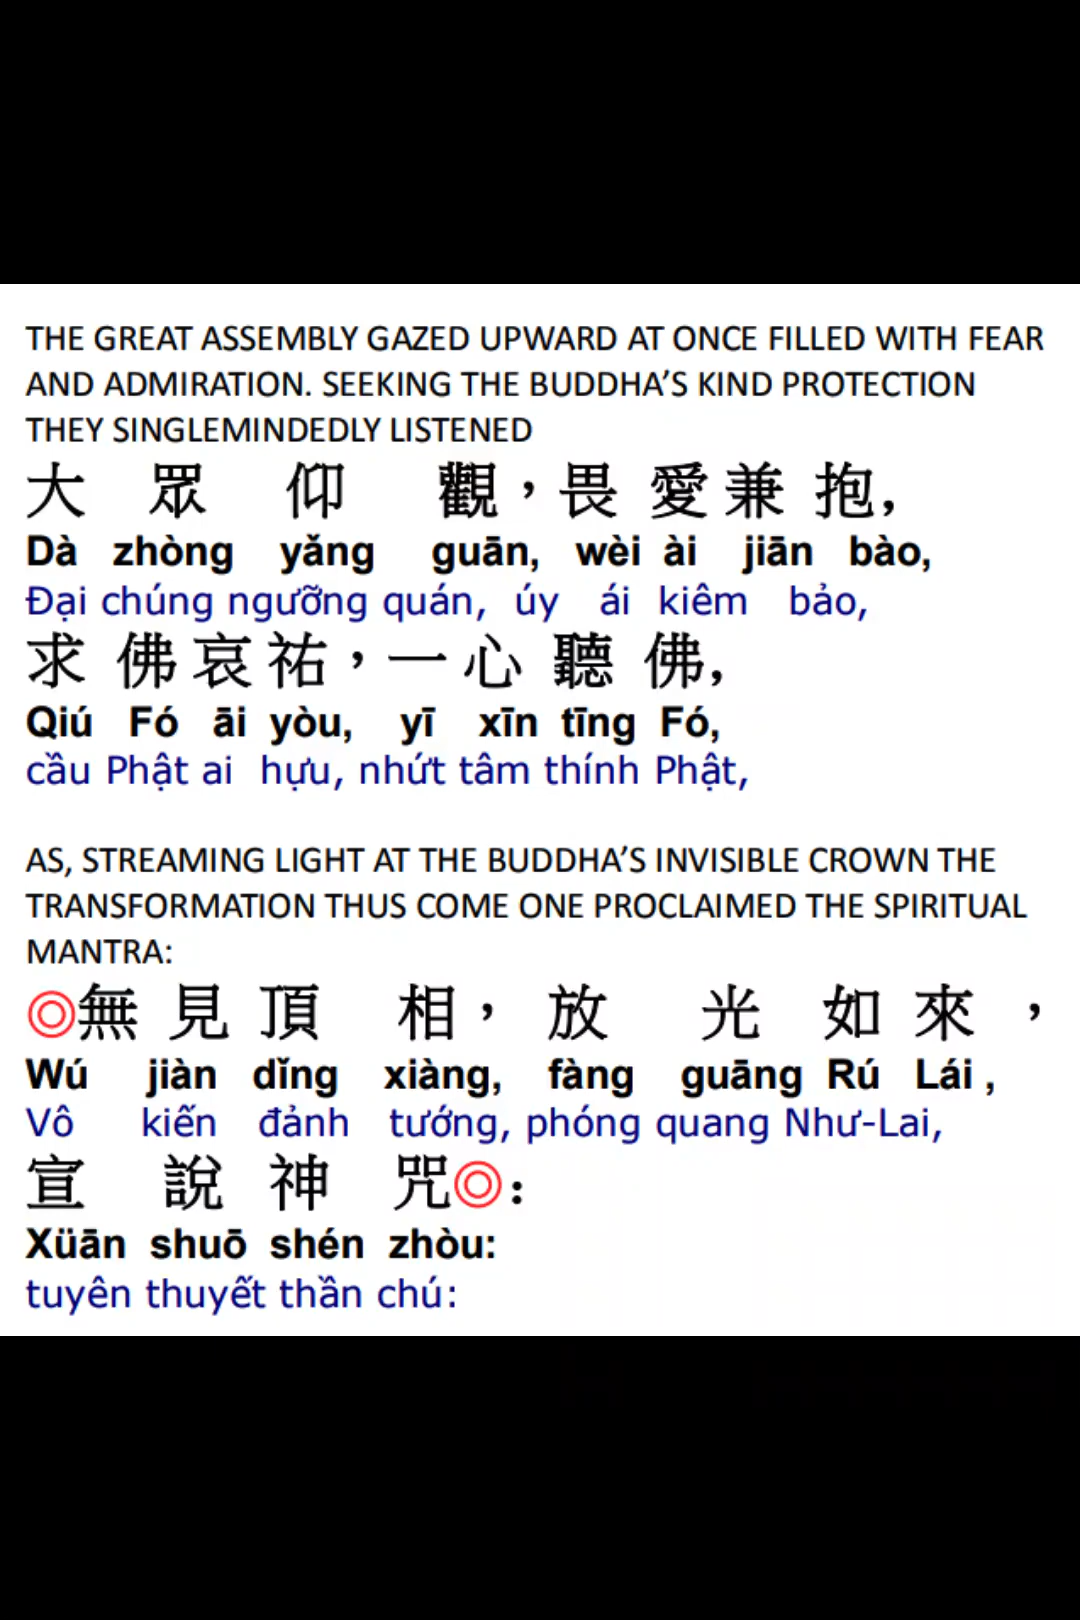 THE GREAT ASSEMBLY GAZED UPWARD AT ONCE FILLED WITH FEAR
AND ADMIRATION. SEEKING THE BUDDHA’S KIND PROTECTION
THEY SINGLEMINDEDLY LISTENED
大 眾 仰 觀，畏 愛 兼 抱,
Dà zhòng yǎng guān, wèi ài jiān bào,
Đại chúng ngưỡng quán, úy ái kiêm bảo,
求 佛 哀 祐，一 心 聽 佛,
Qiú Fó āi yòu, yī xīn tīng Fó,
cầu Phật ai hựu, nhứt tâm thính Phật,
AS, STREAMING LIGHT AT THE BUDDHA’S INVISIBLE CROWN THE
TRANSFORMATION THUS COME ONE PROCLAIMED THE SPIRITUAL
MANTRA:
◎無 見 頂 相，放 光 如 來 ，
Wú jiàn dǐng xiàng, fàng guāng Rú Lái ,
Vô kiến đảnh tướng, phóng quang Như-Lai,
宣 說 神 咒◎:
Xüān shuō shén zhòu:
tuyên thuyết thần chú: